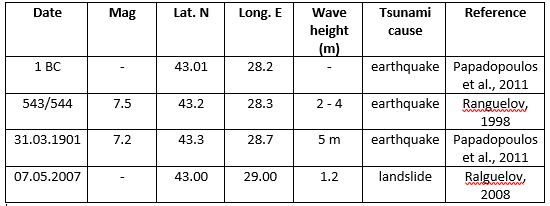 Date Mag Lat. N Long. E Wave height (m) Tsunami cause Reference
1 BC - 43.01 28.2 - earthquake Papadopoulos et al., 2011
543/544 7.5 43.2 28.3 2 - 4 earthquake Ranguelov, 1998
31.03.1901 7.2 43.3 28.7 5 m earthquake Papadopoulos et al., 2011
07.05.2007 - 43.00 29.00 1.2 landslide Ralguelov, 2008